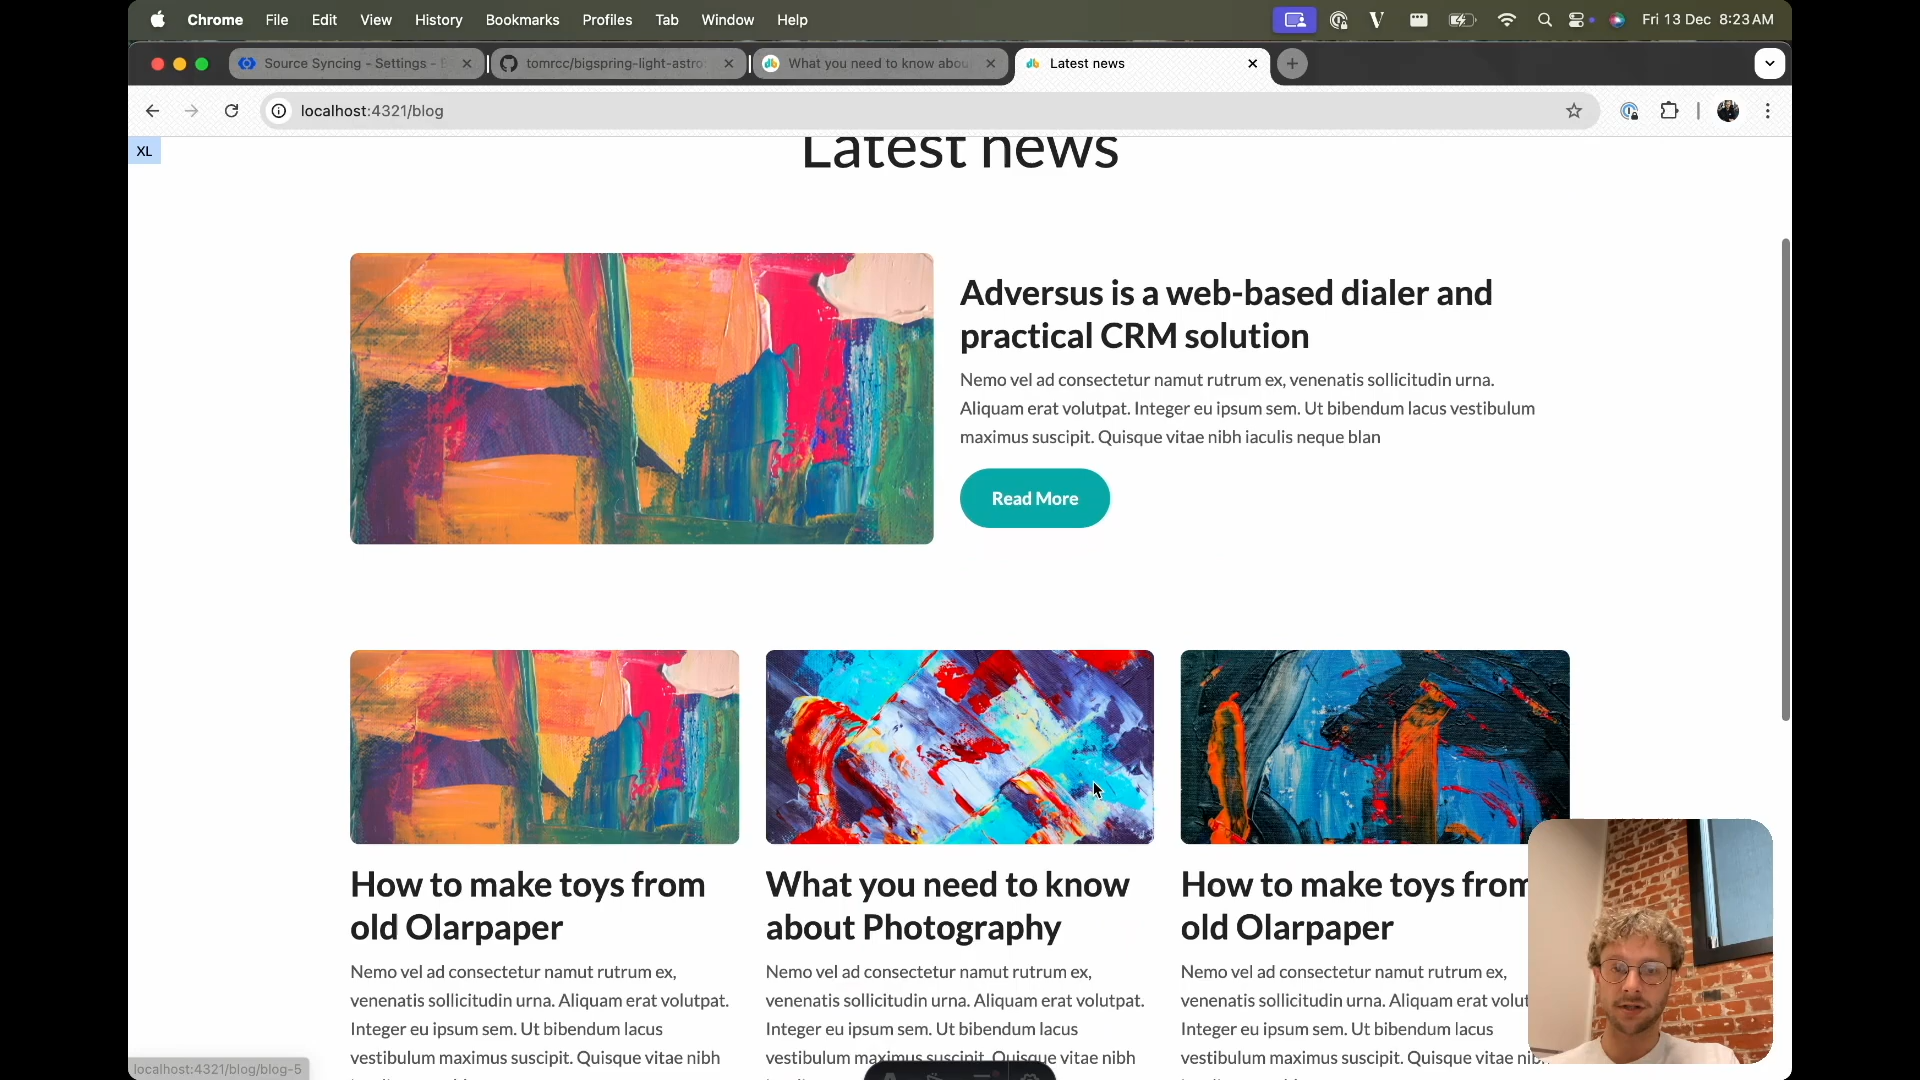 Chrome File Edit View History Bookmarks Profiles Tab Window Help Fri 13 Dec 8:23 AM
Source Syncing - Settings - tomrcc/bigspring-light-astro What you need to know abou Latest news
localhost:4321/blog
XL
Latest news
Adversus is a web-based dialer and
practical CRM solution
Nemo vel ad consectetur namut rutrum ex, venenatis sollicitudin urna.
Aliquam erat volutpat. Integer eu ipsum sem. Ut bibendum lacus vestibulum
maximus suscipit. Quisque vitae nibh iaculis neque blan
Read More
How to make toys from
old Olarpaper
Nemo vel ad consectetur namut rutrum ex,
venenatis sollicitudin urna. Aliquam erat volutpat.
Integer eu ipsum sem. Ut bibendum lacus
vestibulum maximus suscipit. Quisque vitae nibh
What you need to know
about Photography
Nemo vel ad consectetur namut rutrum ex,
venenatis sollicitudin urna. Aliquam erat volutpat.
Integer eu ipsum sem. Ut bibendum lacus
vestibulum maximus suscipit. Quisque vitae nibh
How to make toys from
old Olarpaper
Nemo vel ad consectetur namut rutrum ex,
venenatis sollicitudin urna. Aliquam erat volut
Integer eu ipsum sem. Ut bibendum lacus
vestibulum maximus suscipit. Quisque vitae nib
localhost:4321/blog/blog-5